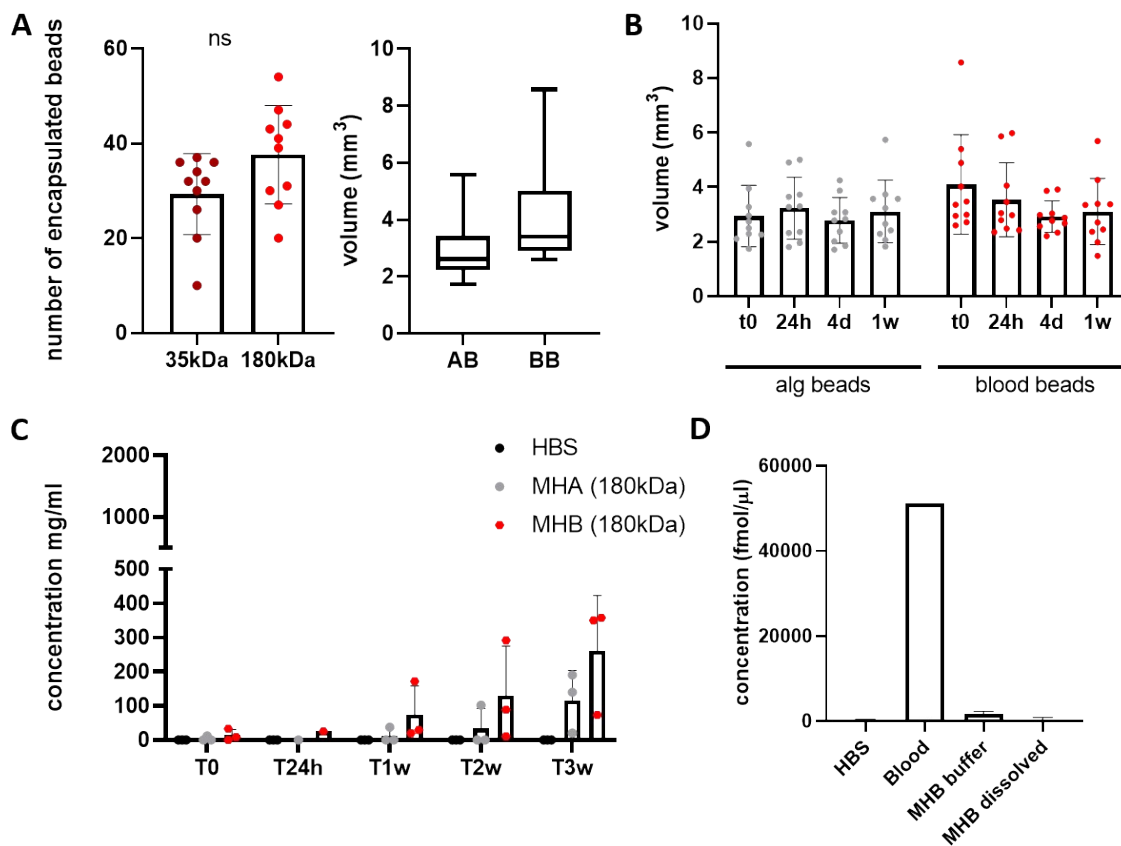 A
number of encapsulated beads
60
40
20
0
ns
35kDa 180kDa
volume (mm³)
10
8
6
4
2
0
AB BB
B
volume (mm³)
10
8
6
4
2
0
t0 24h 4d 1w t0 24h 4d 1w
alg beads blood beads
C
concentration mg/ml
2000
1000
500
400
300
200
100
0
T0 T24h T1w T2w T3w
HBS
MHA (180kDa)
MHB (180kDa)
D
concentration (fmol/μl)
60000
40000
20000
0
HBS
Blood
MHB buffer
MHB dissolved